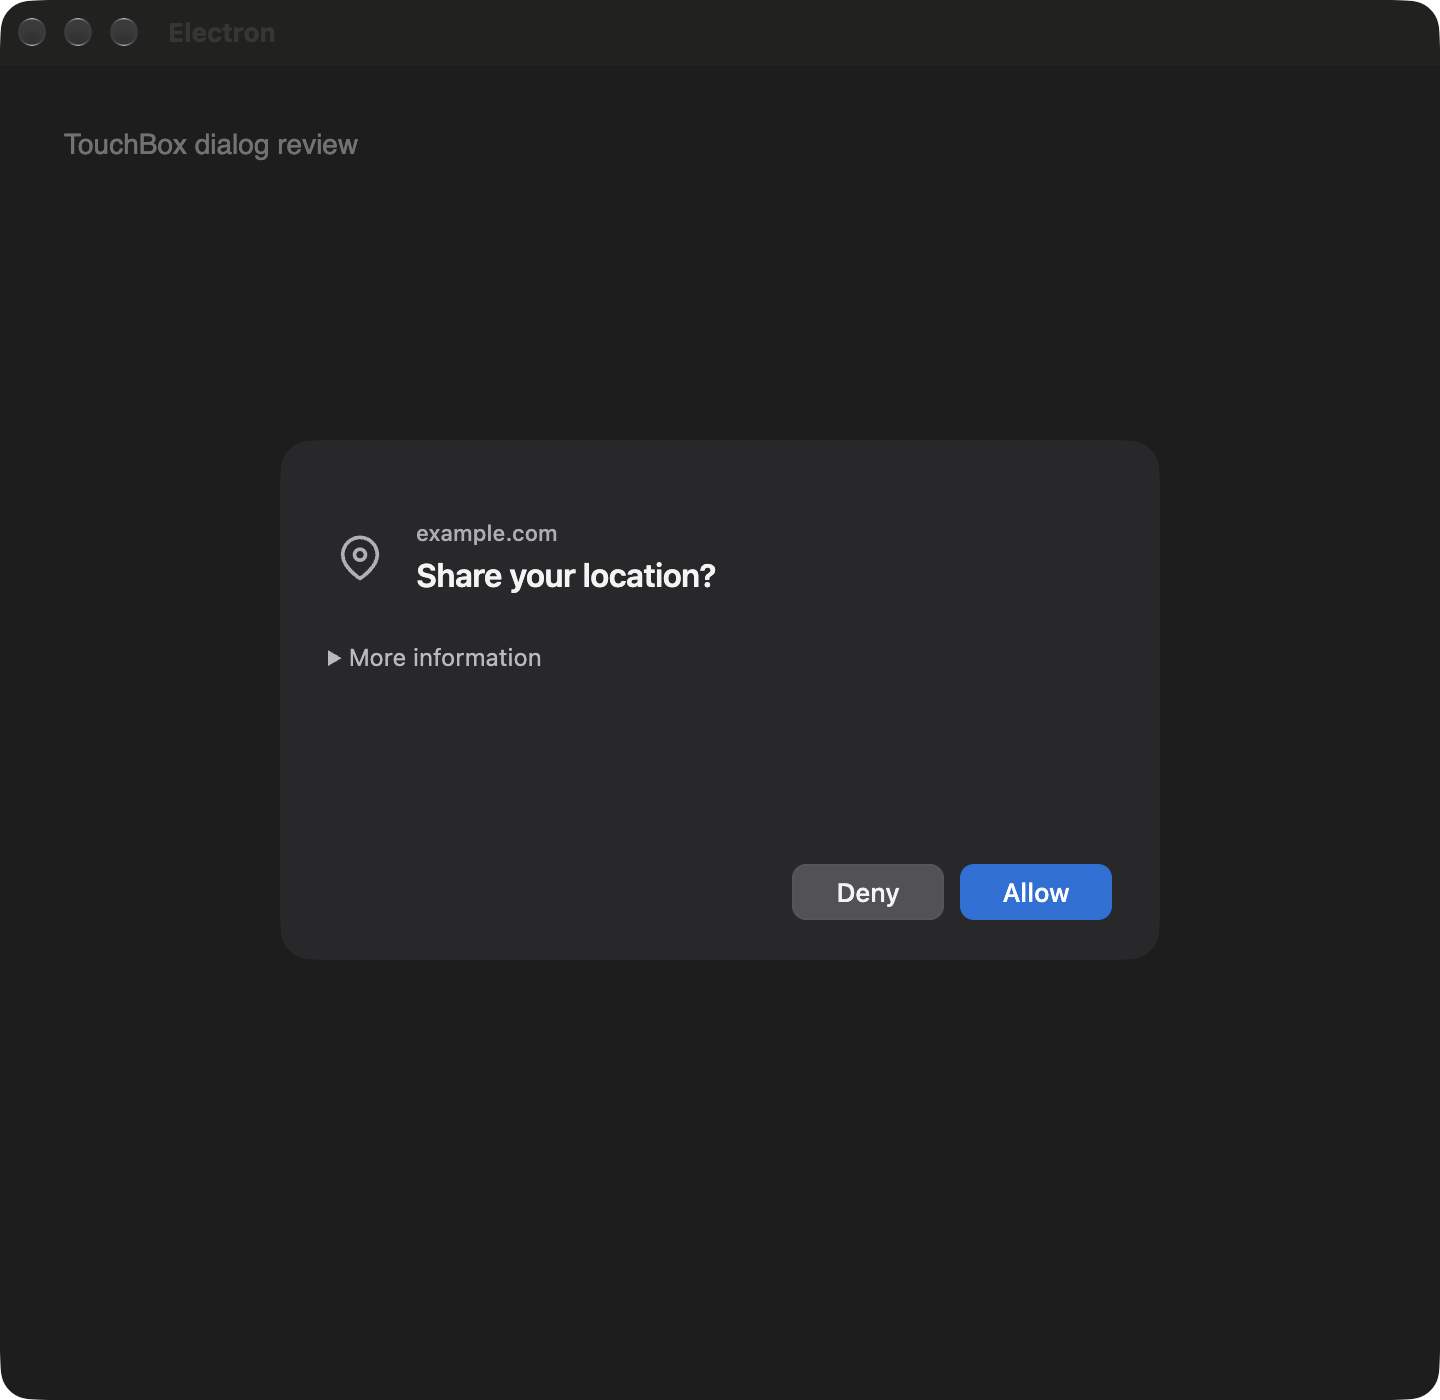 Electron
TouchBox dialog review
example.com
Share your location?
More information
Deny
Allow